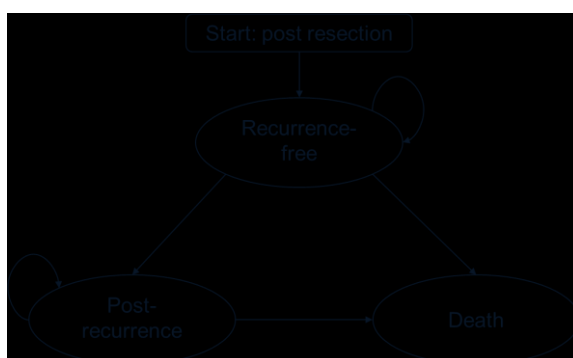 Start: post resection
Recurrence-
free
Post-
recurrence
Death